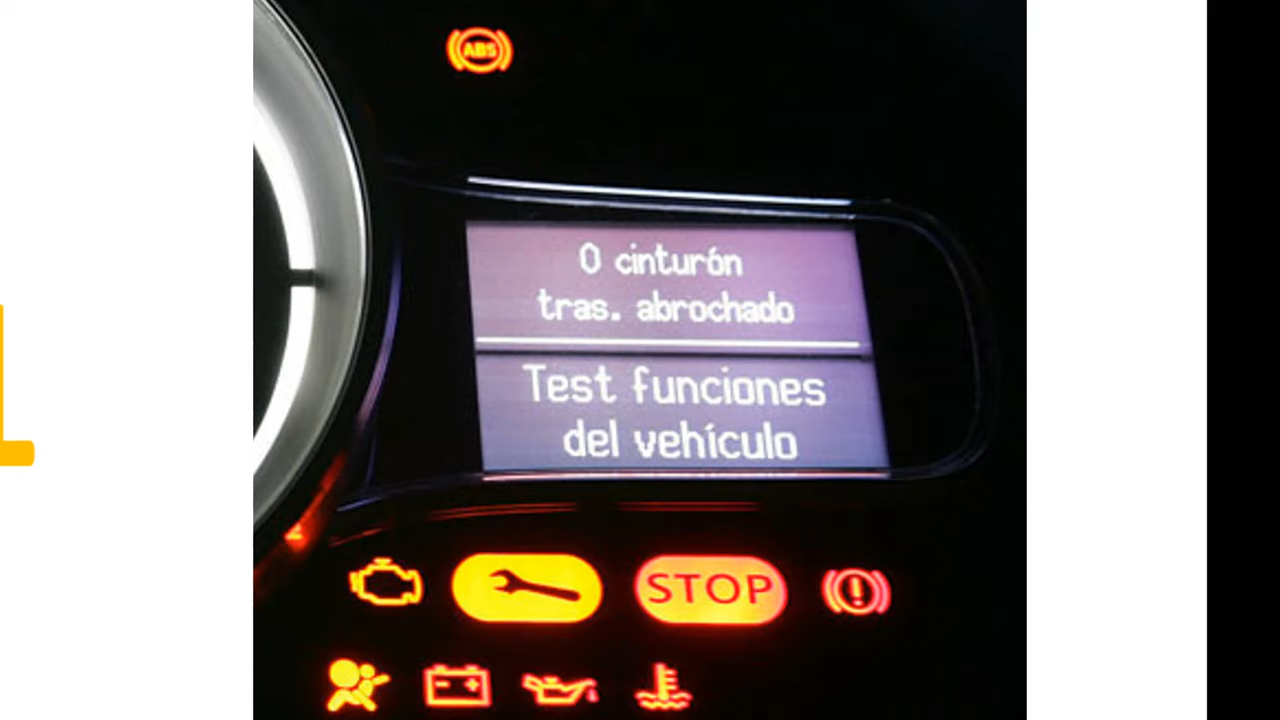 ABS
0 cinturón
tras. abrochado
Test funciones
del vehículo
STOP